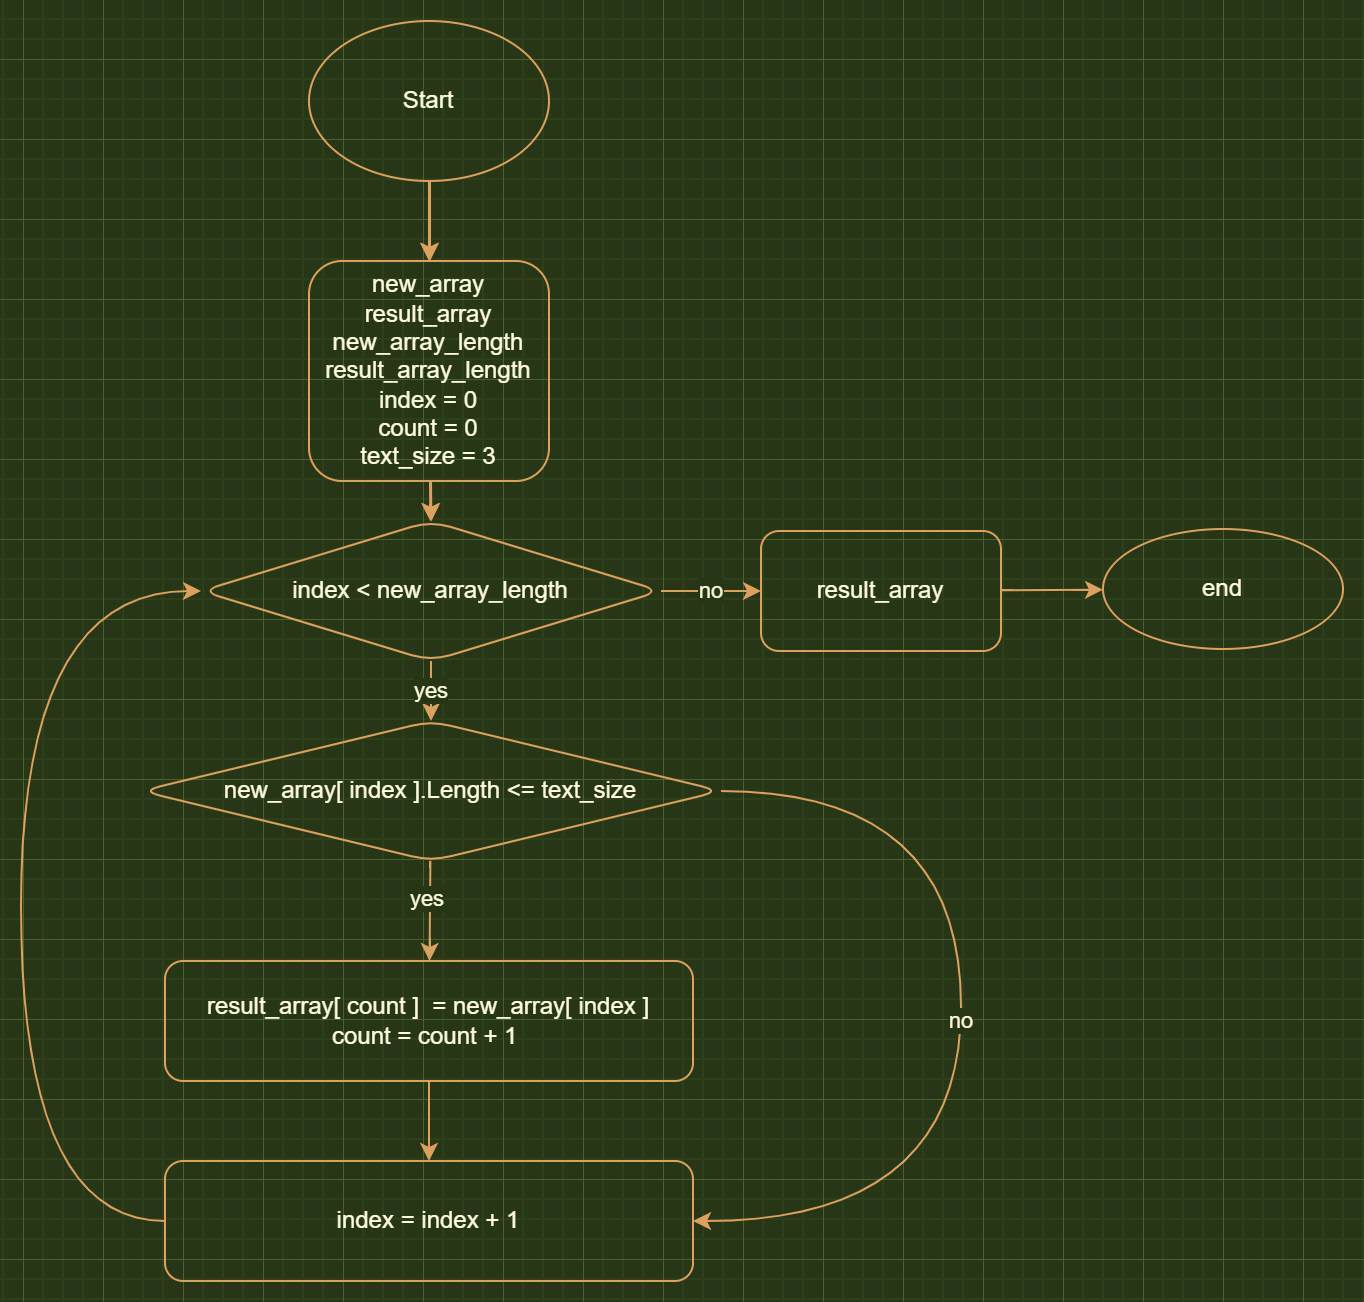 Start
new_array
result_array
new_array_length
result_array_length
index = 0
count = 0
text_size = 3
index < new_array_length
no
result_array
end
yes
new_array[ index ].Length <= text_size
yes
result_array[ count ]  = new_array[ index ]
count = count + 1
no
index = index + 1